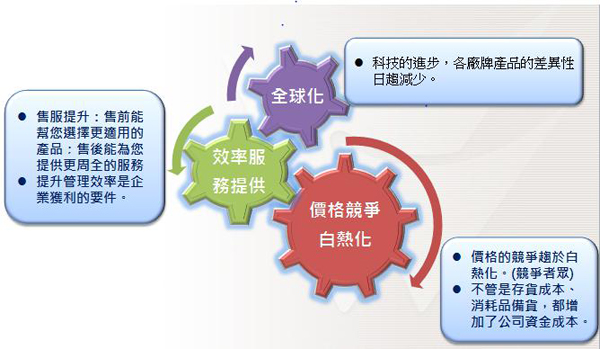 科技的進步，各廠牌產品的差異性
日趨減少。
全球化
售服提升：售前能
幫您選擇更適用的
產品：售後能為您
提供更周全的服務
提升管理效率是企
業獲利的要件。
效率服
務提供
價格競爭
白熱化
價格的競爭趨於白
熱化。(競爭者眾)
不管是存貨成本、
消耗品備貨，都增
加了公司資金成本。